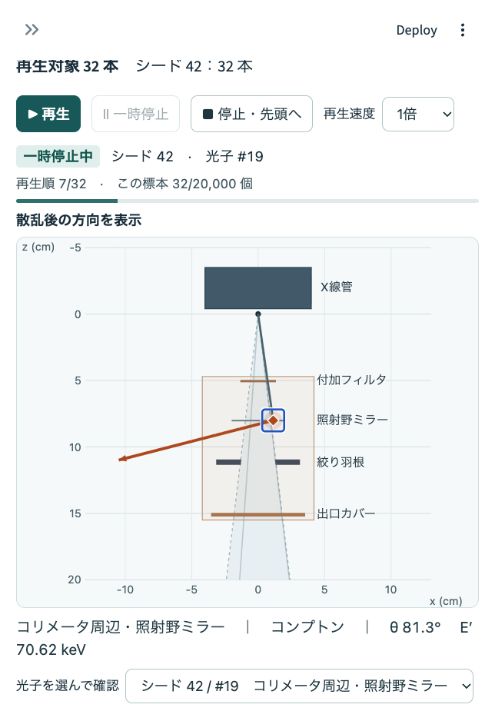 Deploy
再生対象 32 本 シード 42：32 本
再生 一時停止 停止・先頭へ 再生速度 1倍
一時停止中 シード 42 · 光子 #19
再生順 7/32 · この標本 32/20,000 個
散乱後の方向を表示
z (cm)
-5
X線管
0
5
付加フィルタ
照射野ミラー
10
絞り羽根
15
出口カバー
20
-10 -5 0 5 10
x (cm)
コリメータ周辺・照射野ミラー | コンプトン | θ 81.3° E′
70.62 keV
光子を選んで確認 シード 42 / #19 コリメータ周辺・照射野ミラー